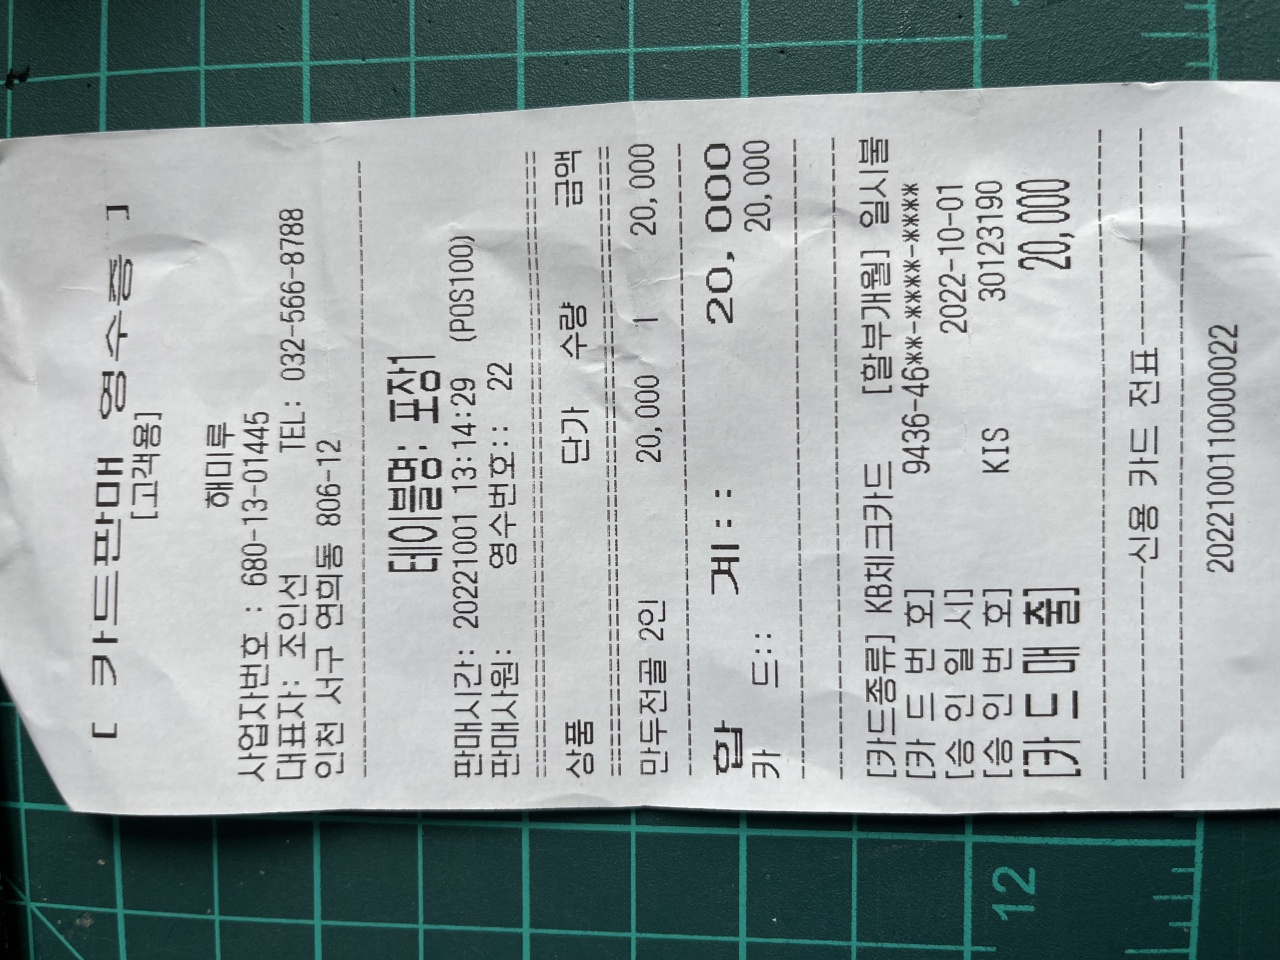 [ 카드판매 영수증 ]
[고객용]
해미루
사업자번호 : 680-13-01445
대표자: 조인선 TEL: 032-566-8788
인천 서구 연희동 806-12
테이블명: 포장1
판매시간: 20221001 13:14:29 (POS100)
판매사원: 영수번호:: 22
상품 단가 수량 금액
만두전골 2인 20,000 1 20,000
합 계:: 20,000
카 드:: 20,000
[카드종류] KB체크카드 [할부개월] 일시불
[카 드 번 호] 9436-46**-****-****
[승 인 일 시] 2022-10-01
[승 인 번 호] KIS 30123190
[카드매출] 20,000
신용 카드 전표
2022100110000022
12